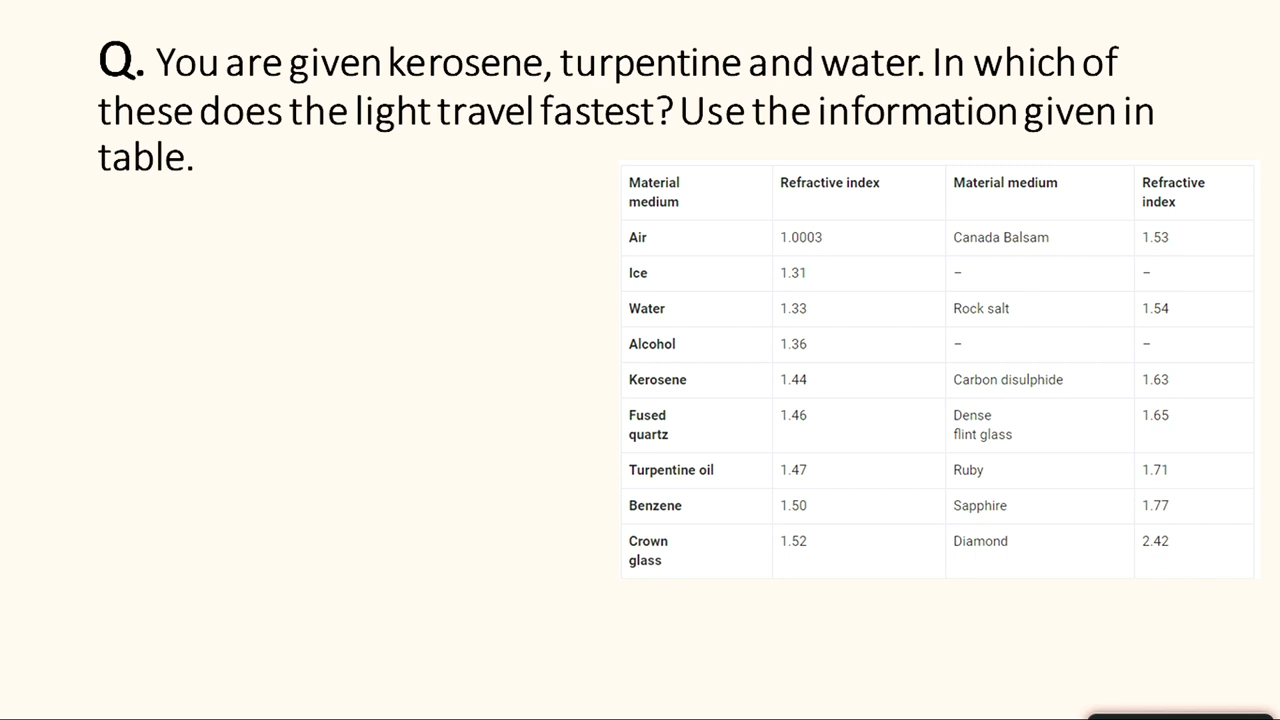 Q. You are given kerosene, turpentine and water. In which of
these does the light travel fastest? Use the information given in
table.
Material medium Refractive index Material medium Refractive index
Air 1.0003 Canada Balsam 1.53
Ice 1.31 – –
Water 1.33 Rock salt 1.54
Alcohol 1.36 – –
Kerosene 1.44 Carbon disulphide 1.63
Fused quartz 1.46 Dense flint glass 1.65
Turpentine oil 1.47 Ruby 1.71
Benzene 1.50 Sapphire 1.77
Crown glass 1.52 Diamond 2.42